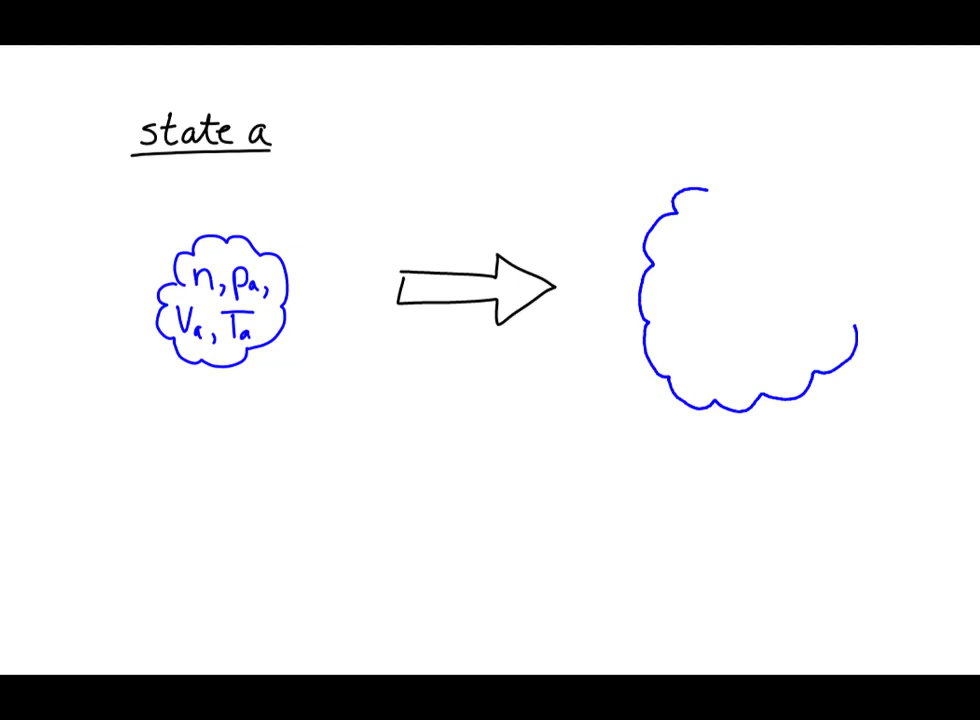 state a
n, pₐ,
Vₐ, Tₐ